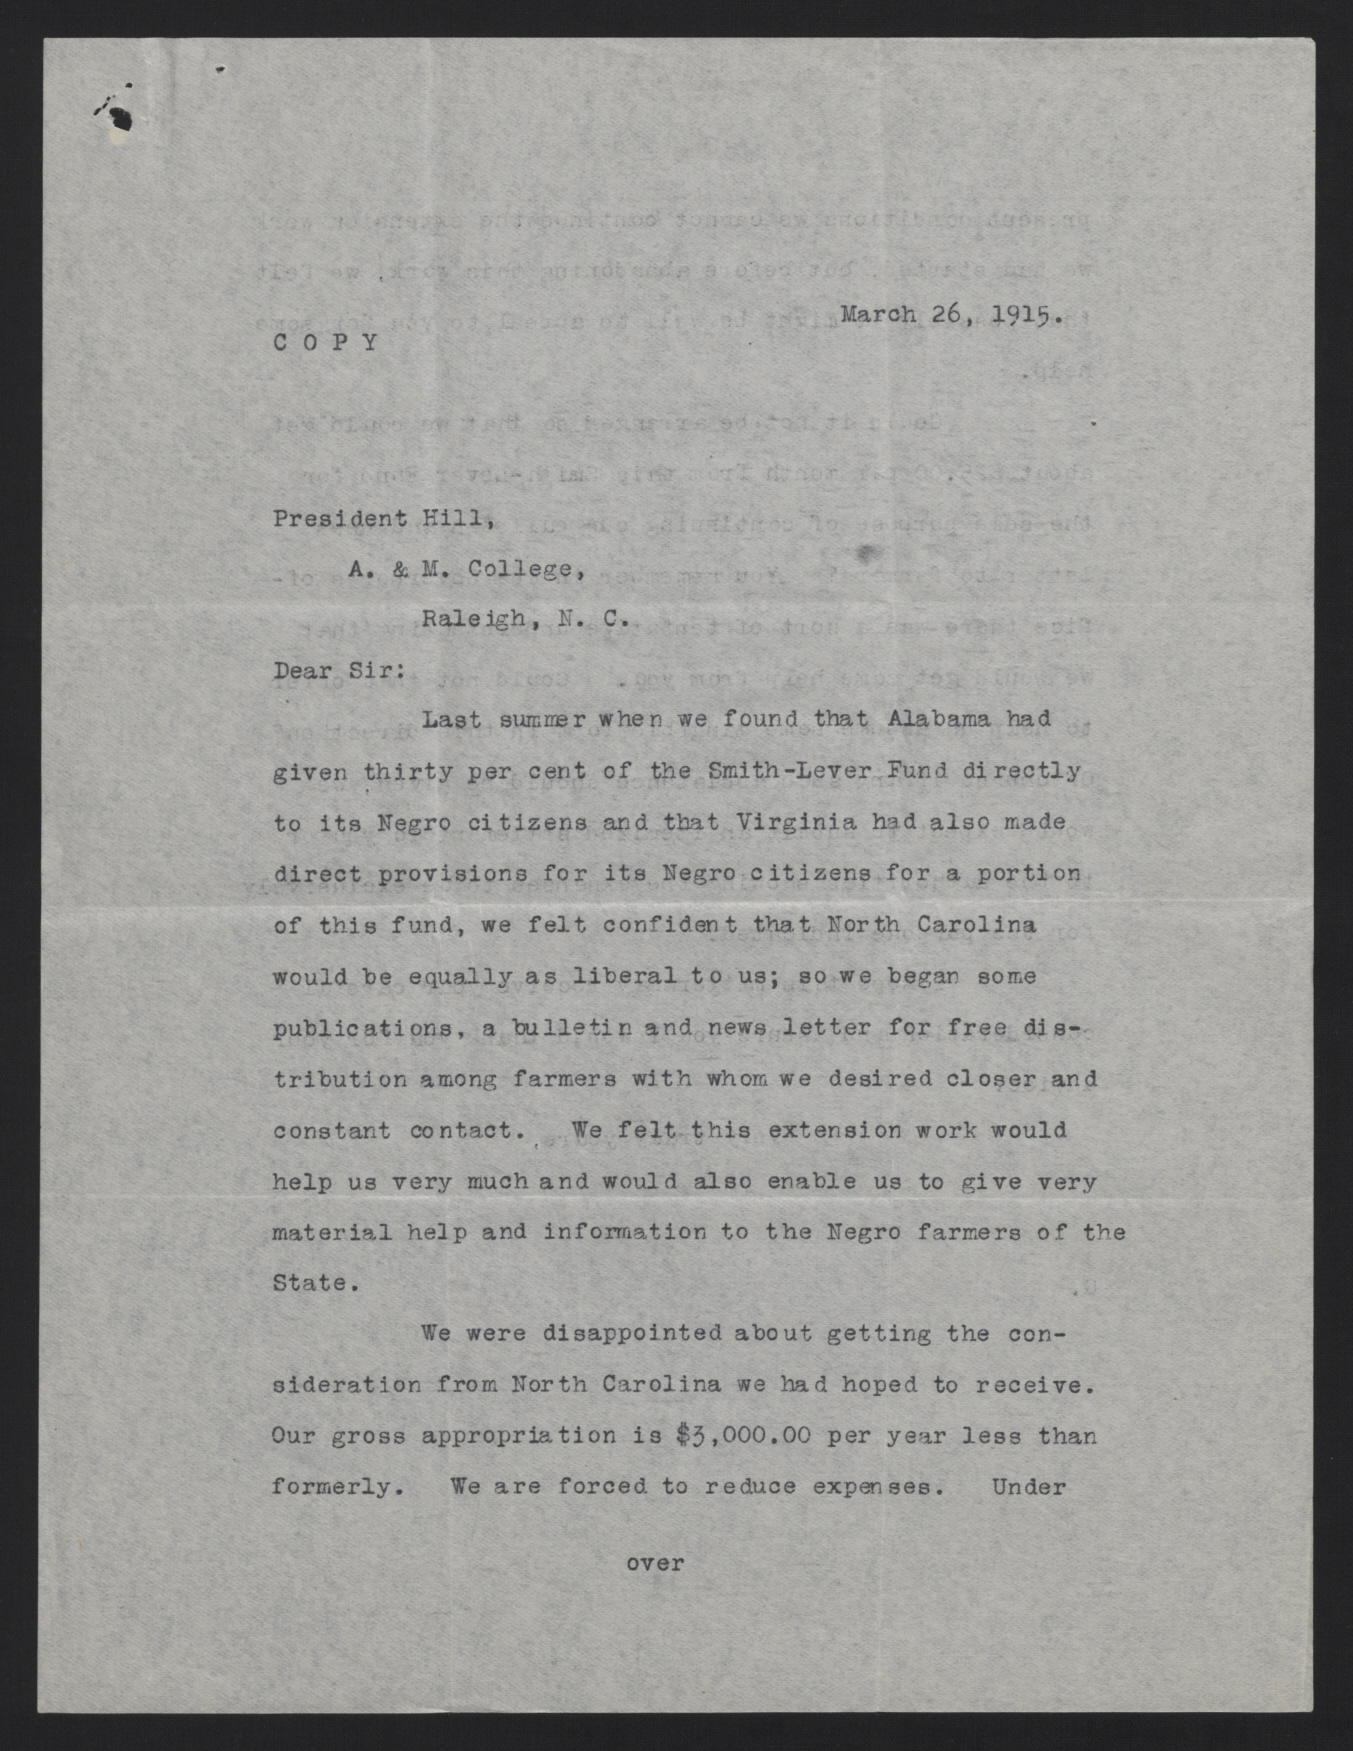 March 26, 1915.
C O P Y
President Hill,
A. & M. College,
Raleigh, N. C.
Dear Sir:
Last summer when we found that Alabama had
given thirty per cent of the Smith-Lever Fund directly
to its Negro citizens and that Virginia had also made
direct provisions for its Negro citizens for a portion
of this fund, we felt confident that North Carolina
would be equally as liberal to us; so we began some
publications, a bulletin and news letter for free dis-
tribution among farmers with whom we desired closer and
constant contact. We felt this extension work would
help us very much and would also enable us to give very
material help and information to the Negro farmers of the
State.
We were disappointed about getting the con-
sideration from North Carolina we had hoped to receive.
Our gross appropriation is $3,000.00 per year less than
formerly. We are forced to reduce expenses. Under
over